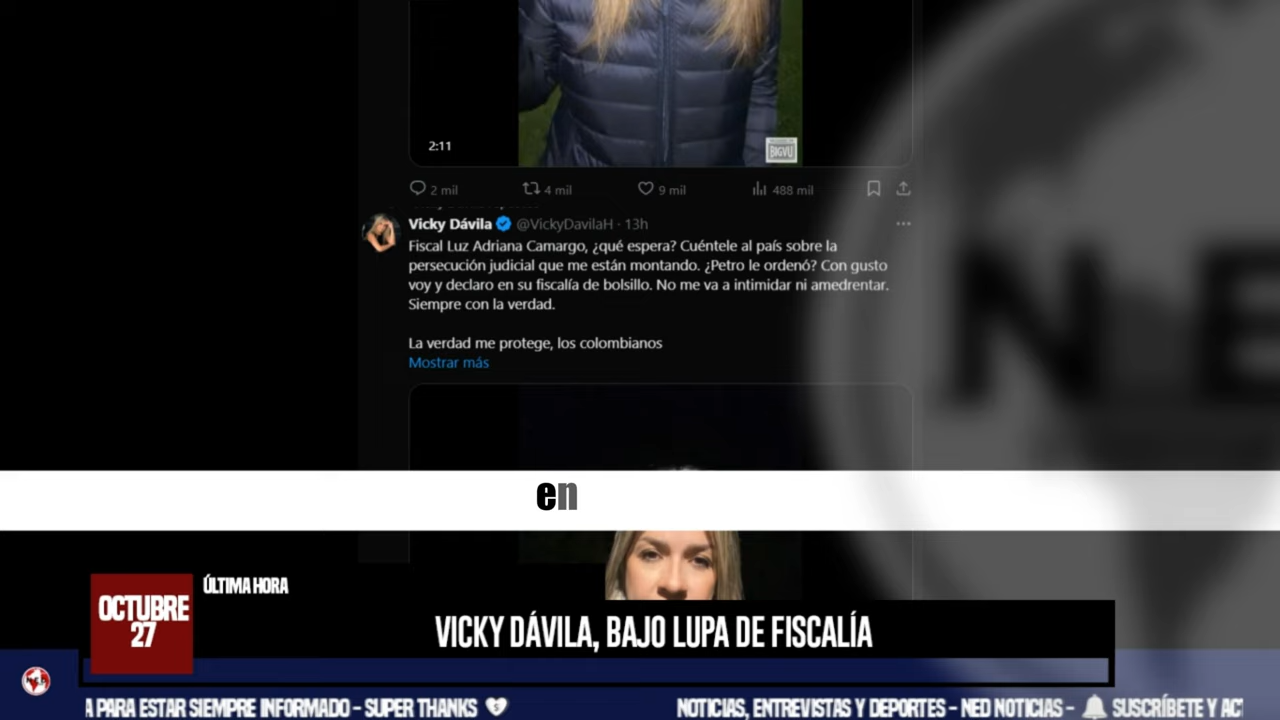 2:11
BIGVU
2 mil 4 mil 9 mil 488 mil
Vicky Dávila @VickyDavilaH · 13h
Fiscal Luz Adriana Camargo, ¿qué espera? Cuéntele al país sobre la
persecución judicial que me están montando. ¿Petro le ordenó? Con gusto
voy y declaro en su fiscalía de bolsillo. No me va a intimidar ni amedrentar.
Siempre con la verdad.
La verdad me protege, los colombianos
Mostrar más
NE
en
OCTUBRE
27
ÚLTIMA HORA
VICKY DÁVILA, BAJO LUPA DE FISCALÍA
A PARA ESTAR SIEMPRE INFORMADO - SUPER THANKS NOTICIAS, ENTREVISTAS Y DEPORTES - NED NOTICIAS - SUSCRÍBETE Y AC